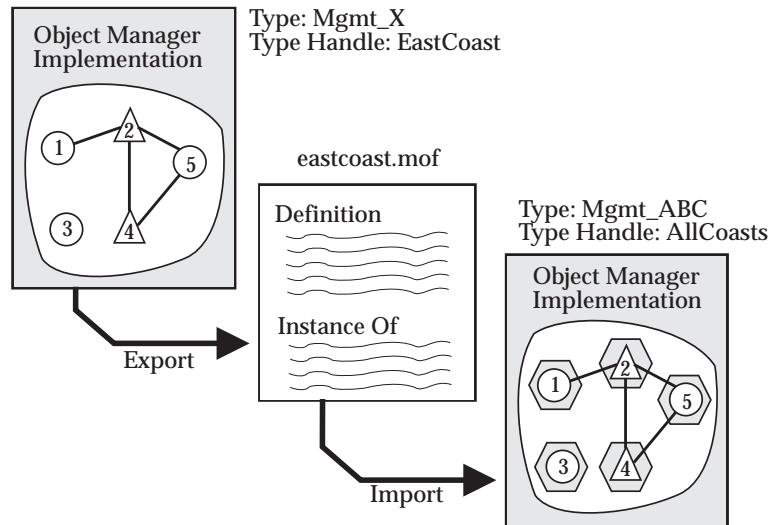 Object Manager
Implementation
Type: Mgmt_X
Type Handle: EastCoast
1
2
5
3
4
Export
eastcoast.mof
Definition
Instance Of
Import
Type: Mgmt_ABC
Type Handle: AllCoasts
Object Manager
Implementation
1
2
5
3
4